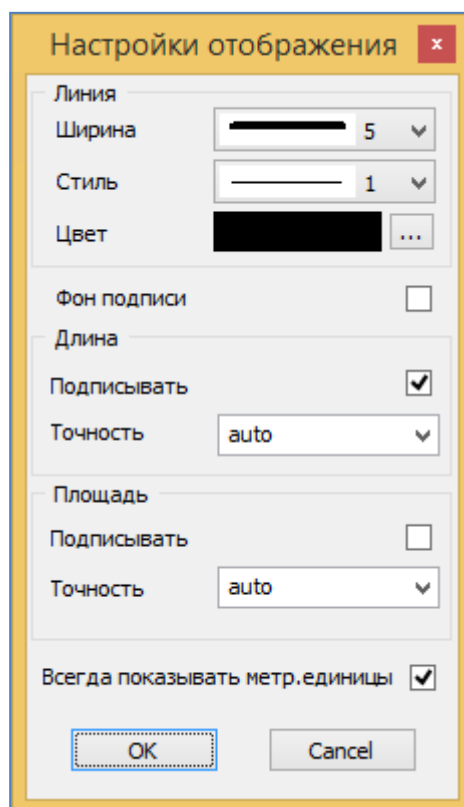 Настройки отображения x
Линия
Ширина 5
Стиль 1
Цвет ...
Фон подписи
Длина
Подписывать
Точность auto
Площадь
Подписывать
Точность auto
Всегда показывать метр.единицы
OK Cancel